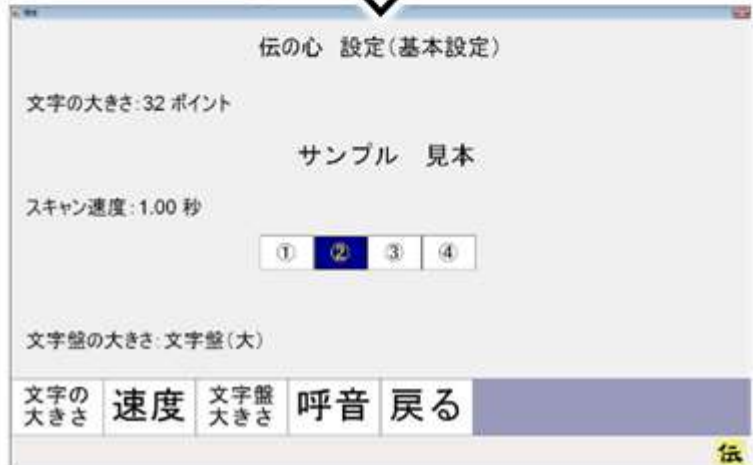 伝の心 設定(基本設定)
文字の大きさ:32 ポイント
サンプル 見本
スキャン速度:1.00 秒
① ② ③ ④
文字盤の大きさ:文字盤(大)
文字の大きさ 速度 文字盤大きさ 呼音 戻る
伝